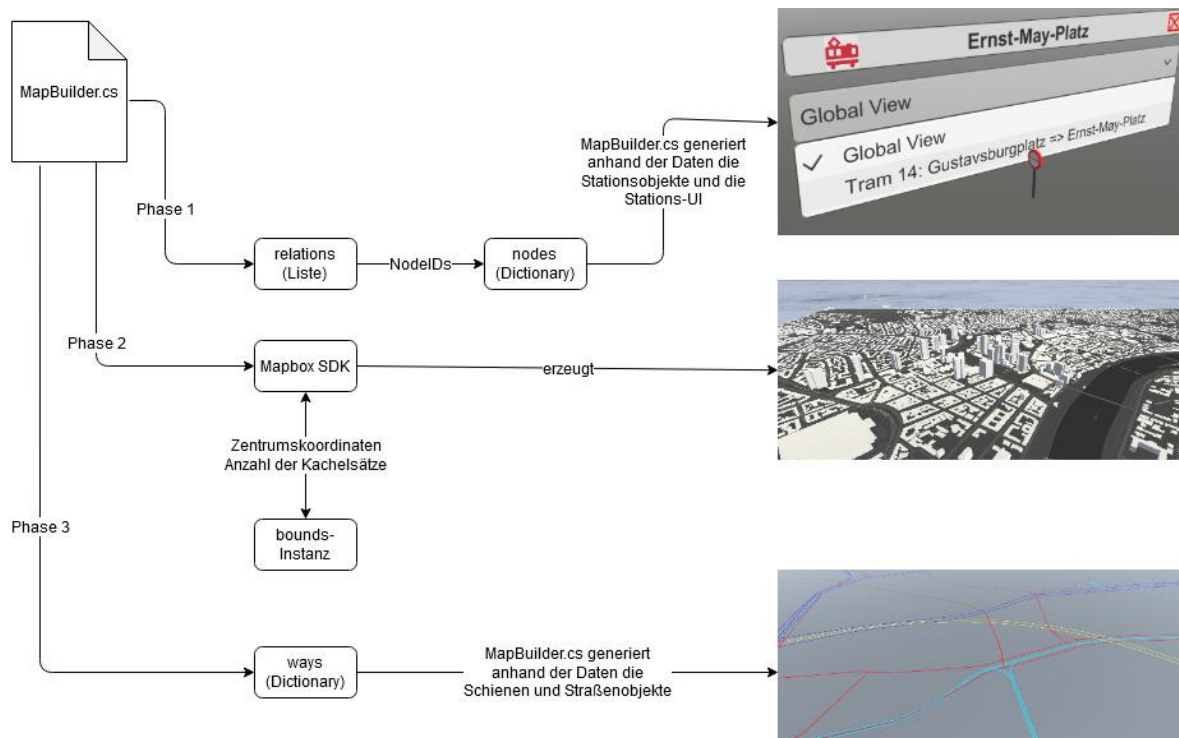 MapBuilder.cs
Phase 1
relations
(Liste)
NodeIDs
nodes
(Dictionary)
MapBuilder.cs generiert
anhand der Daten die
Stationsobjekte und die
Stations-UI
Ernst-May-Platz
Global View
Global View
Tram 14: Gustavsburgplatz => Ernst-May-Platz
Phase 2
Mapbox SDK
erzeugt
Zentrumskoordinaten
Anzahl der Kachelsätze
bounds-
Instanz
Phase 3
ways
(Dictionary)
MapBuilder.cs generiert
anhand der Daten die
Schienen und Straßenobjekte